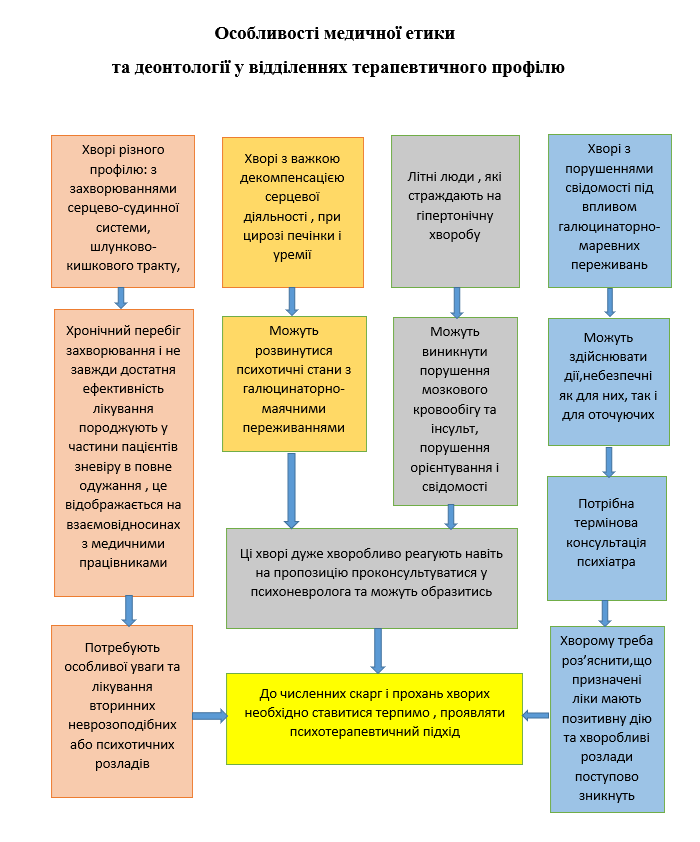 Особливості медичної етики
та деонтології у відділеннях терапевтичного профілю
Хворі різного
профілю: з
захворюваннями
серцево-судинної
системи,
шлунково-
кишкового тракту,
Хворі з важкою
декомпенсацією
серцевої
діяльності , при
цирозі печінки і
уремії
Літні люди , які
страждають на
гіпертонічну
хворобу
Хворі з
порушеннями
свідомості під
впливом
галюцинаторно-
маревних
переживань
Хронічний перебіг
захворювання і не
завжди достатня
ефективність
лікування
породжують у
частини пацієнтів
зневіру в повне
одужання , це
відображається на
взаємовідносинах
з медичними
працівниками
Можуть
розвинутися
психотичні стани з
галюцинаторно-
маячними
переживаннями
Можуть
виникнути
порушення
мозкового
кровообігу та
інсульт,
порушення
орієнтування і
свідомості
Можуть
здійснювати
дії,небезпечні
як для них, так і
для оточуючих
Потрібна
термінова
консультація
психіатра
Ці хворі дуже хворобливо реагують навіть
на пропозицію проконсультуватися у
психоневролога та можуть образитись
Потребують
особливої уваги та
лікування
вторинних
неврозоподібних
або психотичних
розладів
До численних скарг і прохань хворих
необхідно ставитися терпимо , проявляти
психотерапевтичний підхід
Хворому треба
роз’яснити,що
призначені
ліки мають
позитивну дію
та хворобливі
розлади
поступово
зникнуть